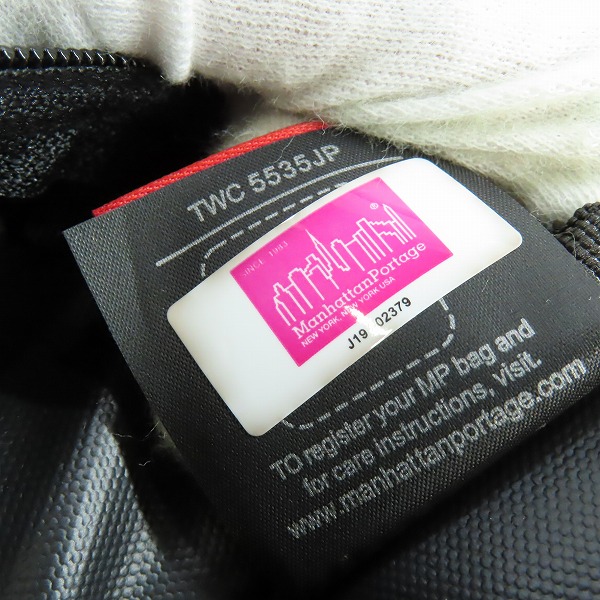 TWC 5535JP
SINCE 1983
®
ManhattanPortage
NEW YORK, NEW YORK USA
J19 02379
TO register your MP bag and
for care instructions, visit.
www.manhattanportage.com